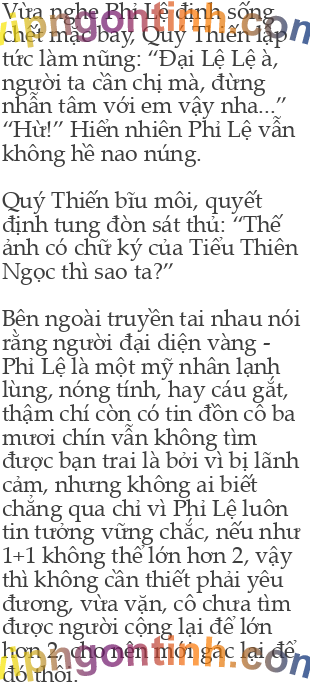 Vừa nghe Phỉ Lệ định sống
chết mặc bay, Quý Thiến lập
tức làm nũng: “Đại Lệ Lệ à,
người ta cần chị mà, đừng
nhẫn tâm với em vậy nha...”
“Hừ!” Hiển nhiên Phỉ Lệ vẫn
không hề nao núng.
Quý Thiến bĩu môi, quyết
định tung đòn sát thủ: “Thế
ảnh có chữ ký của Tiểu Thiên
Ngọc thì sao ta?”
Bên ngoài truyền tai nhau nói
rằng người đại diện vàng -
Phỉ Lệ là một mỹ nhân lạnh
lùng, nóng tính, hay cáu gắt,
thậm chí còn có tin đồn cô ba
mươi chín vẫn không tìm
được bạn trai là bởi vì bị lãnh
cảm, nhưng không ai biết
chẳng qua chỉ vì Phỉ Lệ luôn
tin tưởng vững chắc, nếu như
1+1 không thể lớn hơn 2, vậy
thì không cần thiết phải yêu
đương, vừa vặn, cô chưa tìm
được người cộng lại để lớn
hơn 2, cho nên mới gác lại để
đó thôi.
vipngontinh.com
vipngontinh.com